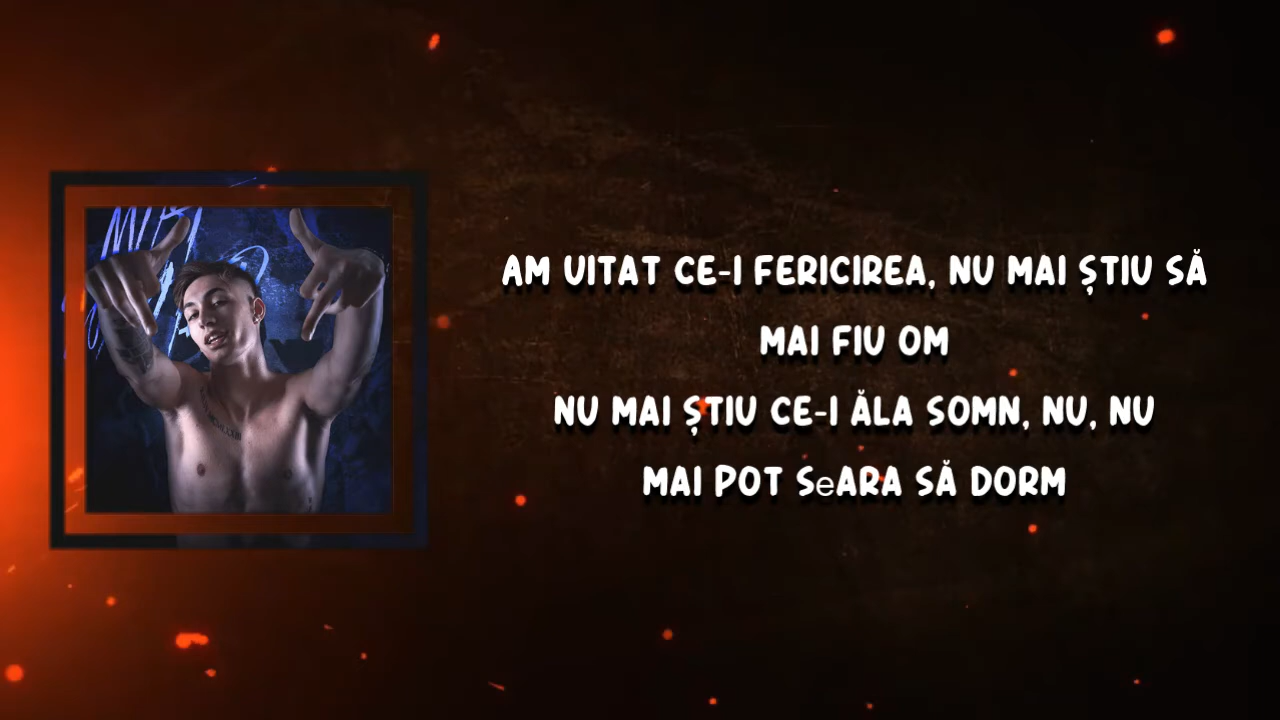 AM UITAT CE-I FERICIREA, NU MAI ȘTIU SĂ
MAI FIU OM
NU MAI ȘTIU CE-I ĂLA SOMN, NU, NU
MAI POT SeARA SĂ DORM